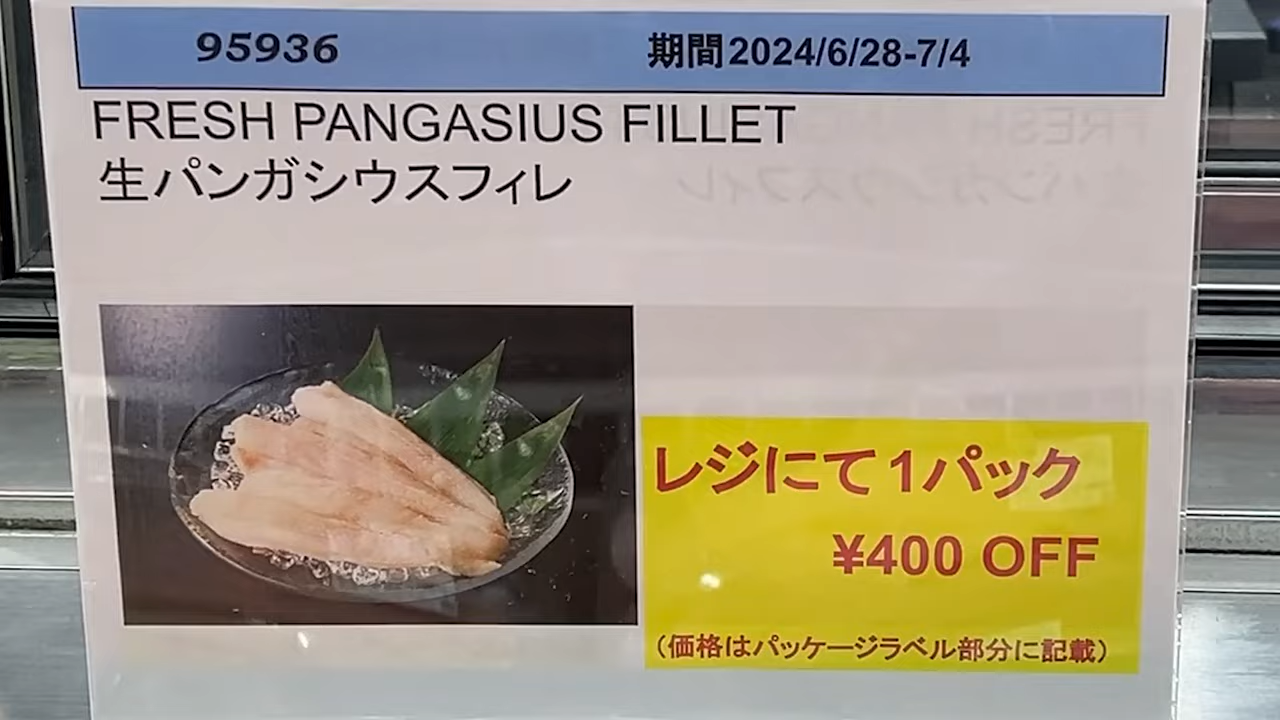 95936 期間2024/6/28-7/4
FRESH PANGASIUS FILLET
生パンガシウスフィレ
レジにて1パック
¥400 OFF
(価格はパッケージラベル部分に記載)